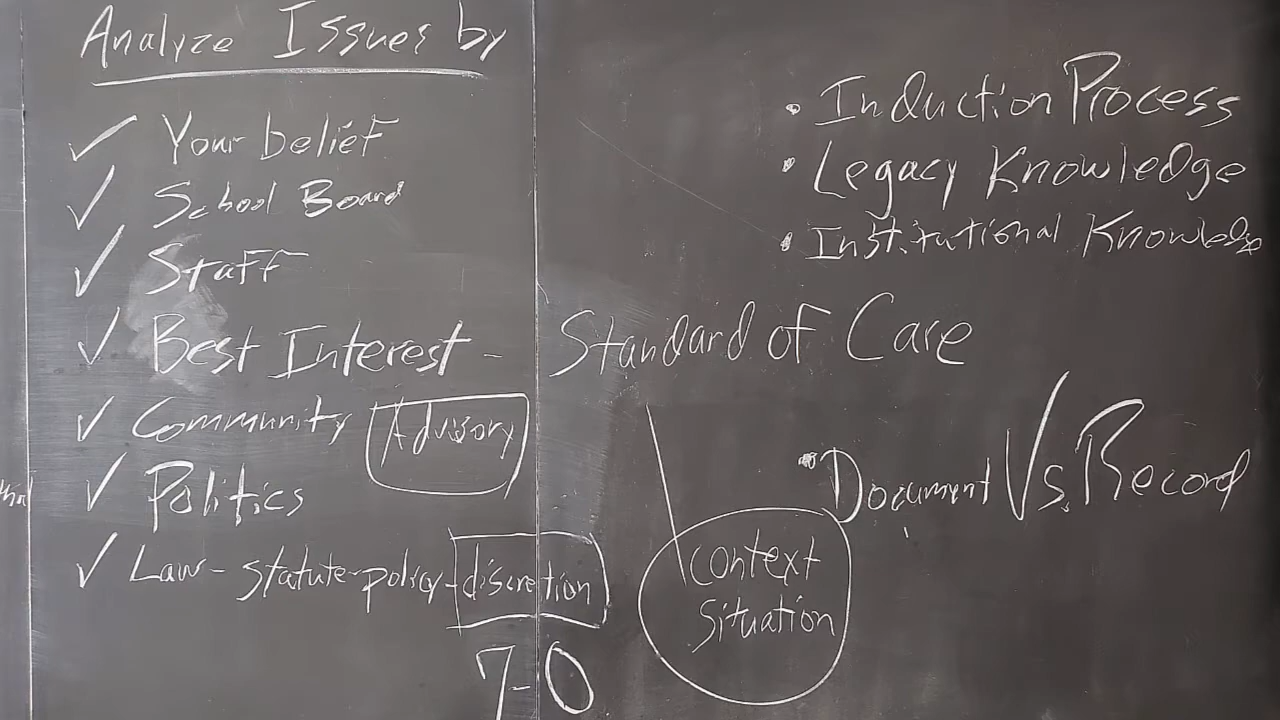 Analyze Issues by
✓ Your belief
✓ School Board
✓ Staff
✓ Best Interest - Standard of Care
✓ Community Advisory
✓ Politics
✓ Law - statute - policy - discretion
7-0
• Induction Process
• Legacy Knowledge
• Institutional Knowledge
• Document Vs. Record
context
situation